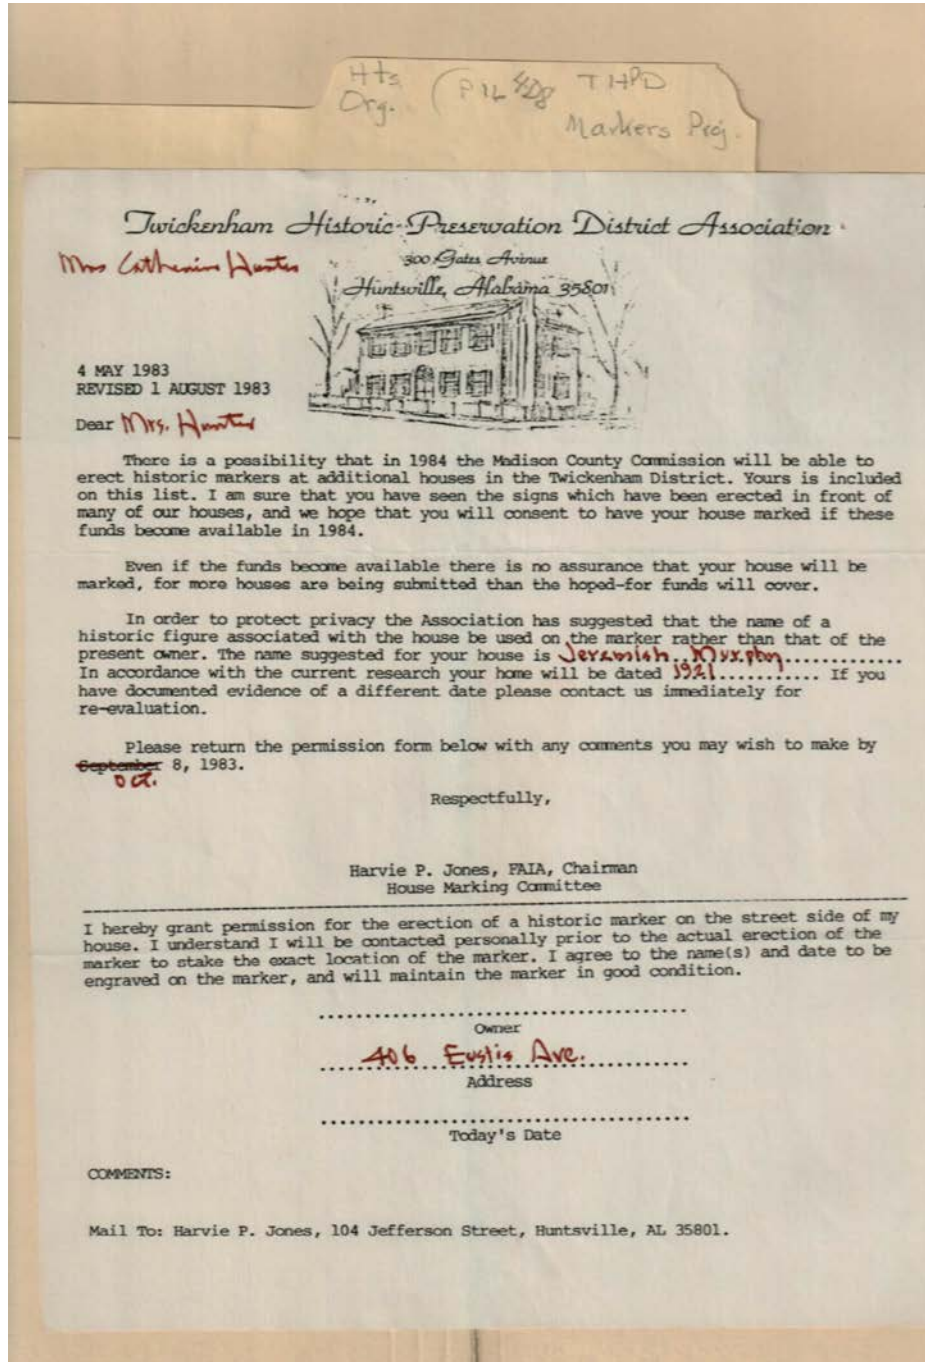 Hts. THPD
Org. (PIL Markers Proj.
Twickenham Historic Preservation District Association
Mrs Catherine Hunter
300 Gates Avenue
Huntsville, Alabama 35801
4 MAY 1983
REVISED 1 AUGUST 1983
Dear Mrs. Hunter
There is a possibility that in 1984 the Madison County Commission will be able to
erect historic markers at additional houses in the Twickenham District. Yours is included
on this list. I am sure that you have seen the signs which have been erected in front of
many of our houses, and we hope that you will consent to have your house marked if these
funds become available in 1984.
Even if the funds become available there is no assurance that your house will be
marked, for more houses are being submitted than the hoped-for funds will cover.
In order to protect privacy the Association has suggested that the name of a
historic figure associated with the house be used on the marker rather than that of the
present owner. The name suggested for your house is Jeremiah Murphy.............
In accordance with the current research your home will be dated 1921............ If you
have documented evidence of a different date please contact us immediately for
re-evaluation.
Please return the permission form below with any comments you may wish to make by
September 8, 1983.
Oct.
Respectfully,
Harvie P. Jones, FAIA, Chairman
House Marking Committee
I hereby grant permission for the erection of a historic marker on the street side of my
house. I understand I will be contacted personally prior to the actual erection of the
marker to stake the exact location of the marker. I agree to the name(s) and date to be
engraved on the marker, and will maintain the marker in good condition.
Owner
406 Eustis Ave.
Address
Today's Date
COMMENTS:
Mail To: Harvie P. Jones, 104 Jefferson Street, Huntsville, AL 35801.